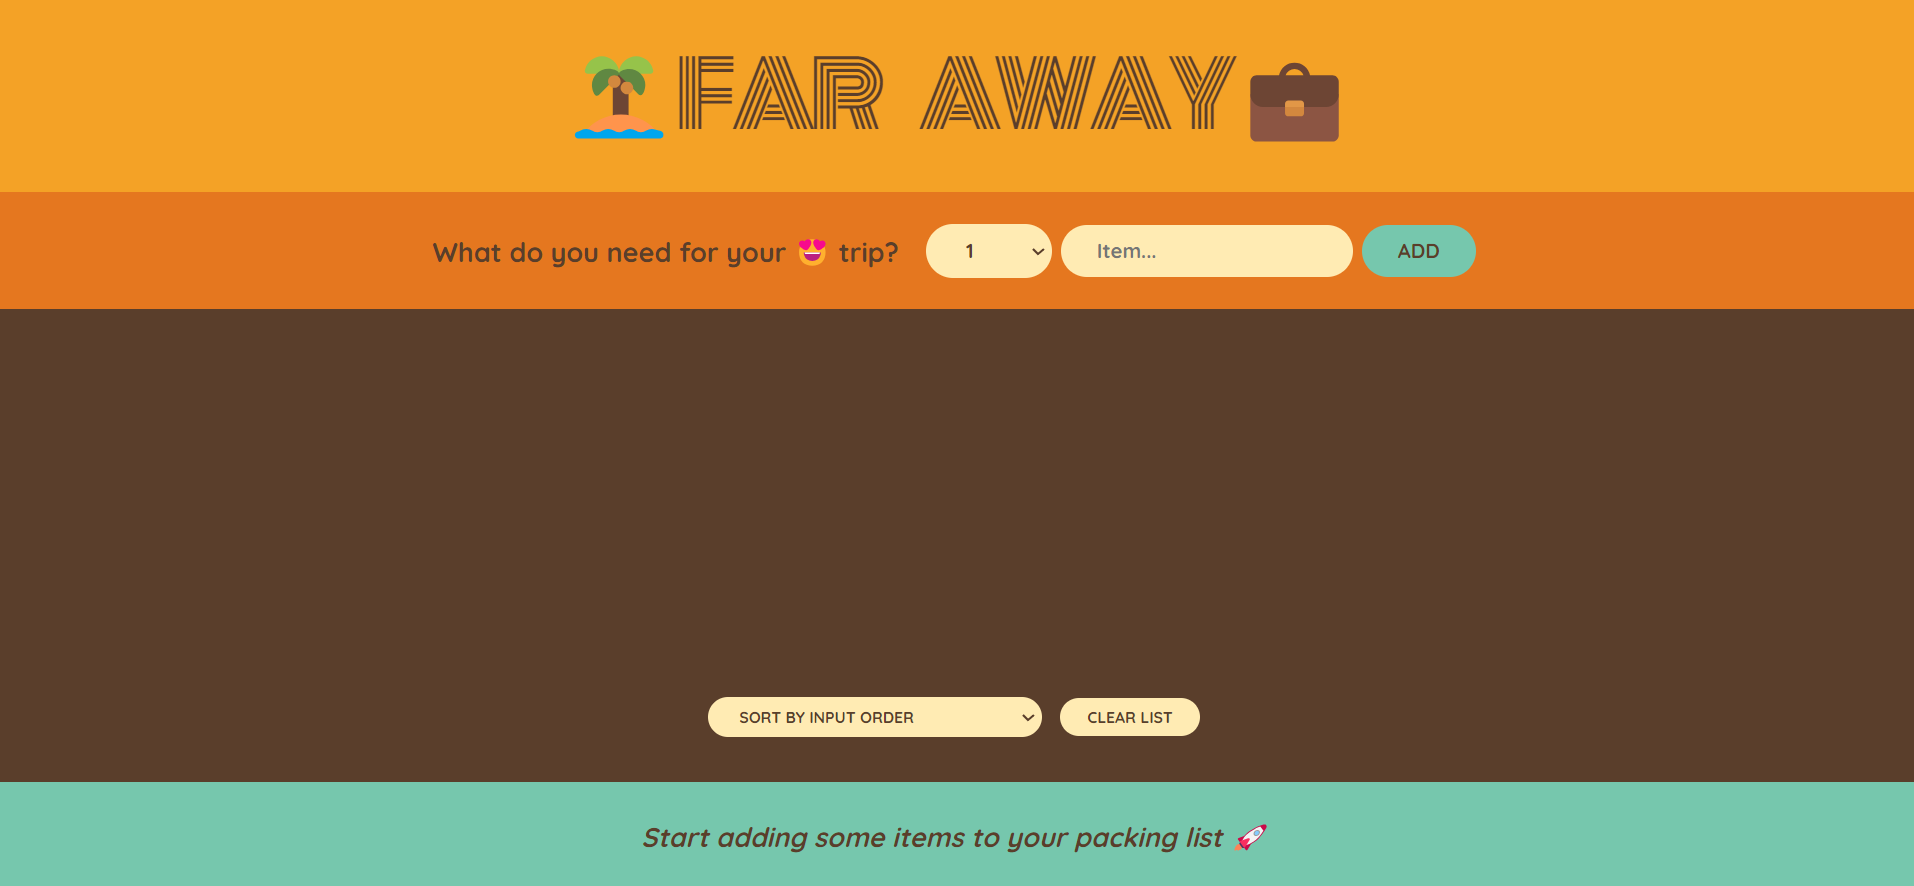 🏝️ FAR AWAY 💼
What do you need for your 😍 trip? 1 Item... ADD
SORT BY INPUT ORDER CLEAR LIST
Start adding some items to your packing list 🚀